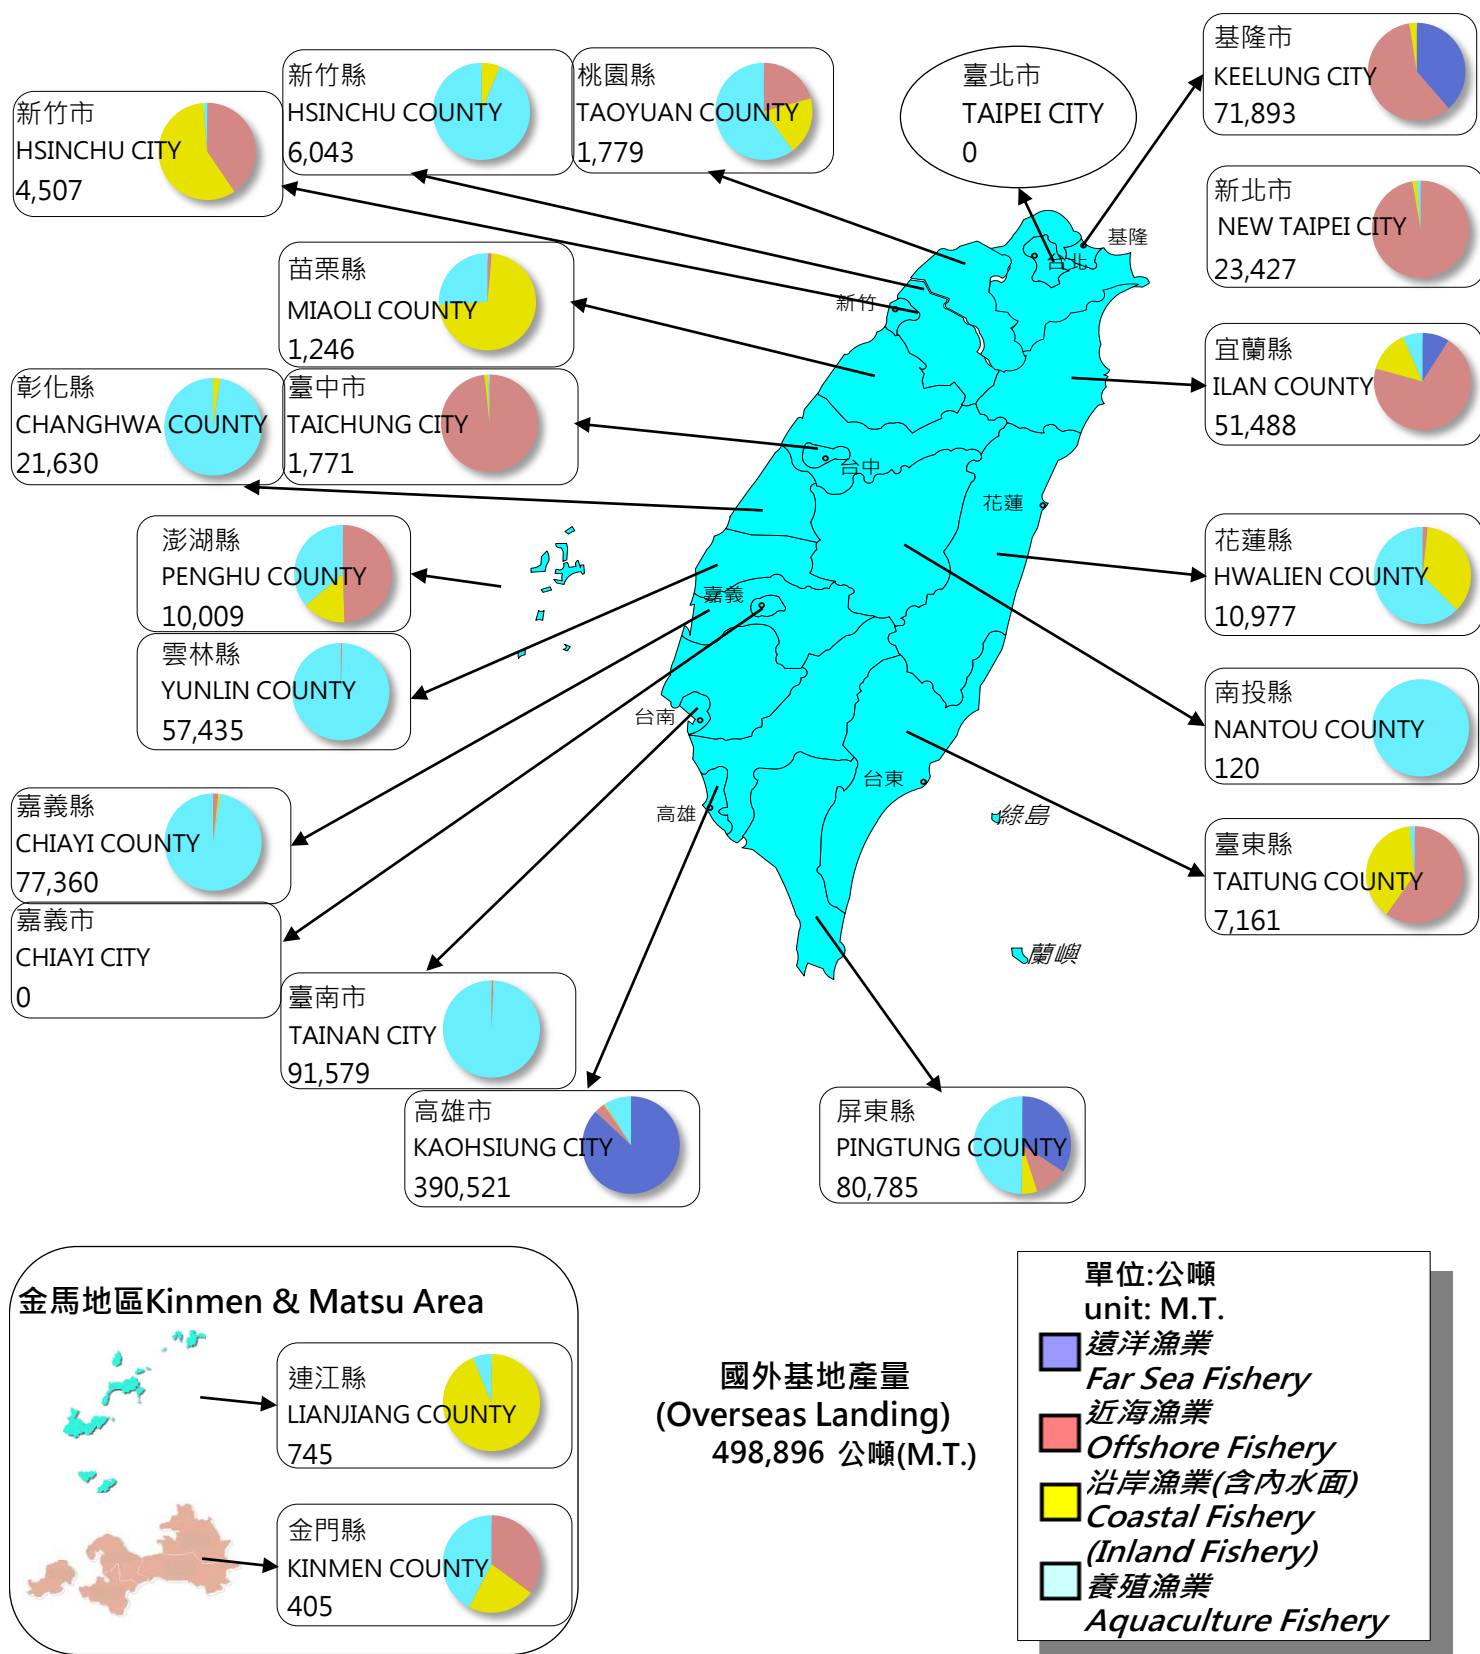 基隆市
KEELUNG CITY
71,893
新竹縣
HSINCHU COUNTY
6,043
桃園縣
TAOYUAN COUNTY
1,779
臺北市
TAIPEI CITY
0
新竹市
HSINCHU CITY
4,507
新北市
NEW TAIPEI CITY
23,427
基隆
台北
新竹
苗栗縣
MIAOLI COUNTY
1,246
宜蘭縣
ILAN COUNTY
51,488
彰化縣
CHANGHWA COUNTY
21,630
臺中市
TAICHUNG CITY
1,771
台中
花蓮
澎湖縣
PENGHU COUNTY
10,009
花蓮縣
HWALIEN COUNTY
10,977
嘉義
雲林縣
YUNLIN COUNTY
57,435
台南
南投縣
NANTOU COUNTY
120
台東
高雄
綠島
嘉義縣
CHIAYI COUNTY
77,360
臺東縣
TAITUNG COUNTY
7,161
嘉義市
CHIAYI CITY
0
蘭嶼
臺南市
TAINAN CITY
91,579
高雄市
KAOHSIUNG CITY
390,521
屏東縣
PINGTUNG COUNTY
80,785
金馬地區Kinmen & Matsu Area
連江縣
LIANJIANG COUNTY
745
金門縣
KINMEN COUNTY
405
國外基地產量
(Overseas Landing)
498,896 公噸(M.T.)
單位:公噸
unit: M.T.
遠洋漁業
Far Sea Fishery
近海漁業
Offshore Fishery
沿岸漁業(含內水面)
Coastal Fishery
(Inland Fishery)
養殖漁業
Aquaculture Fishery